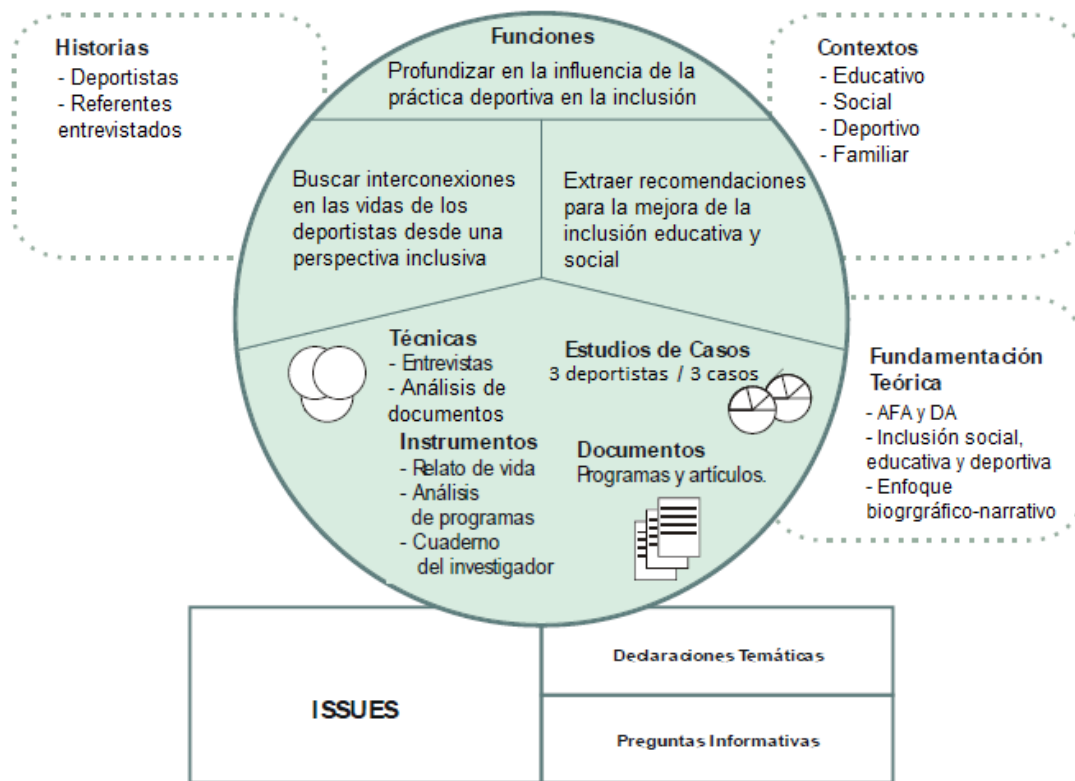 Historias
- Deportistas
- Referentes
entrevistados
Funciones
Profundizar en la influencia de la
práctica deportiva en la inclusión
Contextos
- Educativo
- Social
- Deportivo
- Familiar
Buscar interconexiones
en las vidas de los
deportistas desde una
perspectiva inclusiva
Extraer recomendaciones
para la mejora de la
inclusión educativa y
social
Técnicas
- Entrevistas
- Análisis de
documentos
Estudios de Casos
3 deportistas / 3 casos
Instrumentos
- Relato de vida
- Análisis
de programas
- Cuaderno
del investigador
Documentos
Programas y artículos.
Fundamentación
Teórica
- AFA y DA
- Inclusión social,
educativa y deportiva
- Enfoque
biogrgráfico-narrativo
ISSUES
Declaraciones Temáticas
Preguntas Informativas